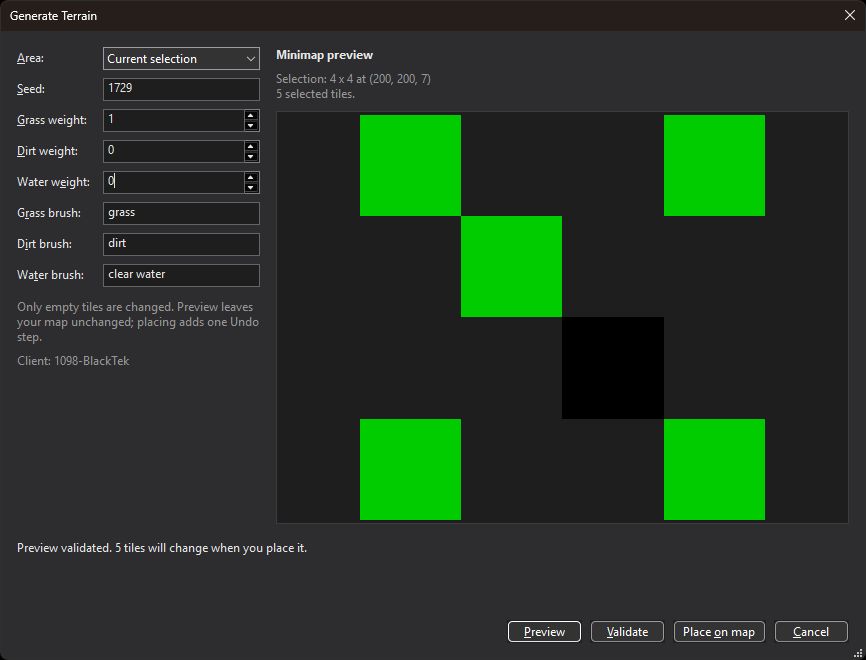 Generate Terrain
Area:
Current selection
Seed:
1729
Grass weight:
1
Dirt weight:
0
Water weight:
0
Grass brush:
grass
Dirt brush:
dirt
Water brush:
clear water
Only empty tiles are changed. Preview leaves
your map unchanged; placing adds one Undo
step.
Client: 1098-BlackTek
Minimap preview
Selection: 4 x 4 at (200, 200, 7)
5 selected tiles.
Preview validated. 5 tiles will change when you place it.
Preview
Validate
Place on map
Cancel